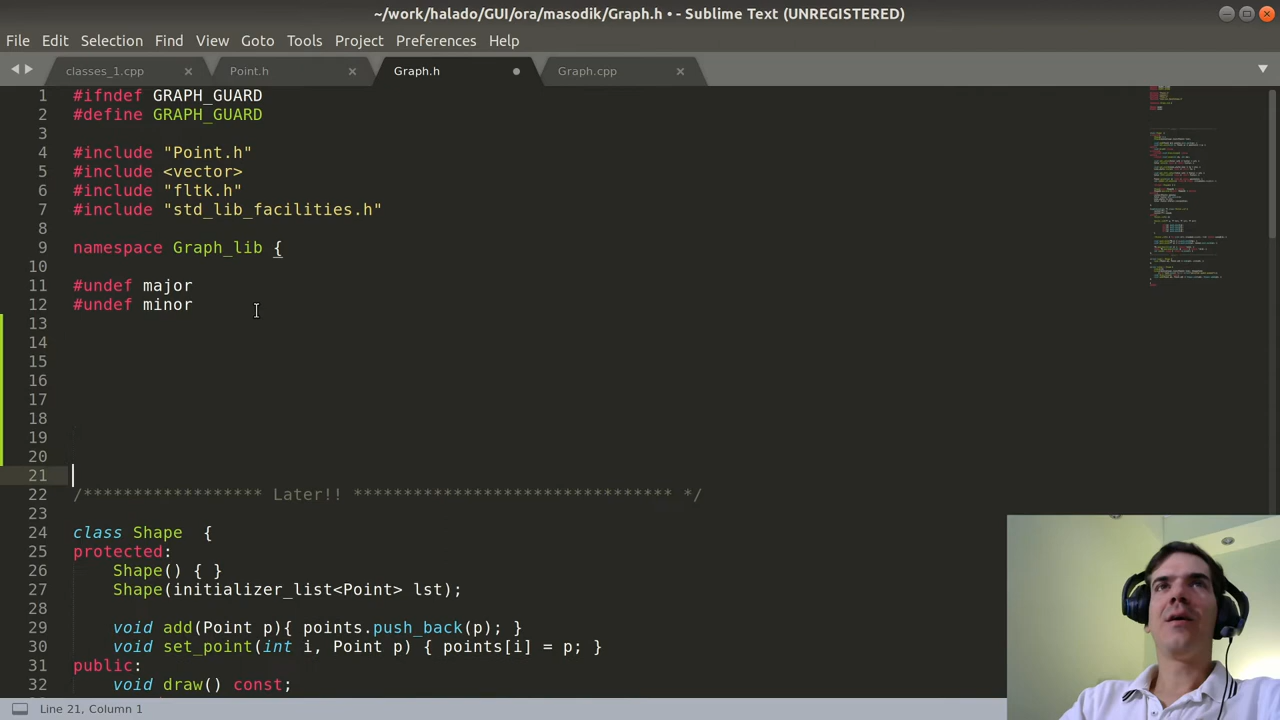 ~/work/halado/GUI/ora/masodik/Graph.h • - Sublime Text (UNREGISTERED)
File Edit Selection Find View Goto Tools Project Preferences Help
classes_1.cpp Point.h Graph.h Graph.cpp
1 #ifndef GRAPH_GUARD
2 #define GRAPH_GUARD
3
4 #include "Point.h"
5 #include <vector>
6 #include "fltk.h"
7 #include "std_lib_facilities.h"
8
9 namespace Graph_lib {
10
11 #undef major
12 #undef minor
13
14
15
16
17
18
19
20
21
22 /****************** Later!! ******************************** */
23
24 class Shape  {
25 protected:
26     Shape() { }
27     Shape(initializer_list<Point> lst);
28
29     void add(Point p){ points.push_back(p); }
30     void set_point(int i, Point p) { points[i] = p; }
31 public:
32     void draw() const;
Line 21, Column 1